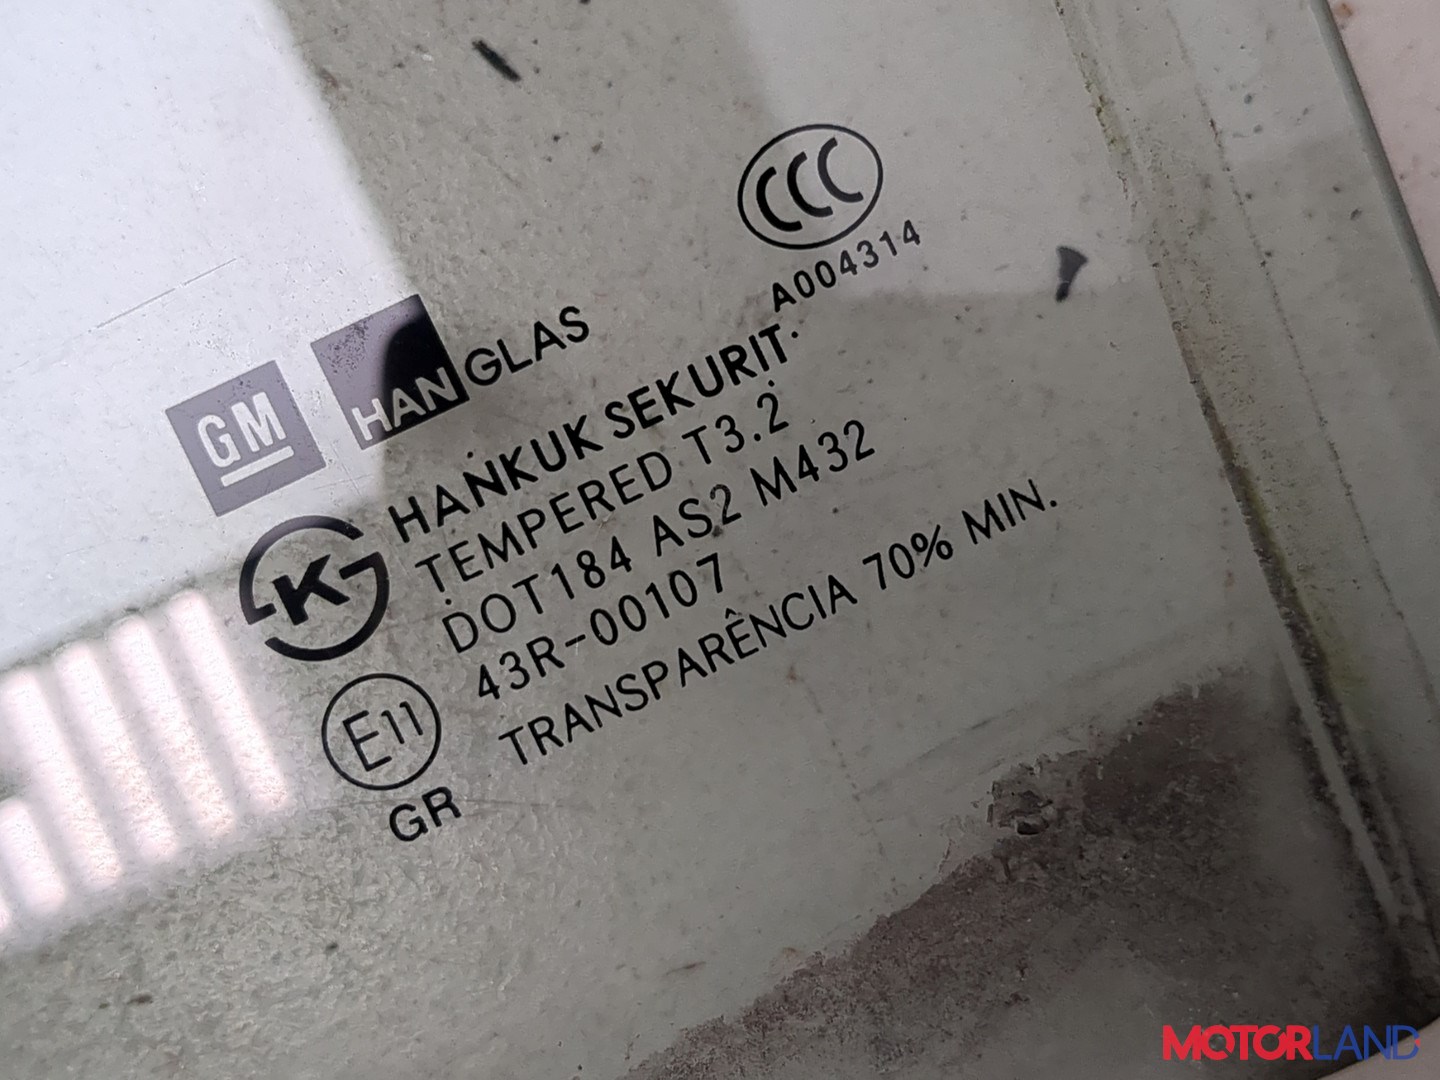 CCC
A004314
GM
HANGLAS
HANKUK SEKURIT
TEMPERED T3.2
DOT184 AS2 M432
K
43R-00107
E11
TRANSPARÊNCIA 70% MIN.
GR
MOTORLAND